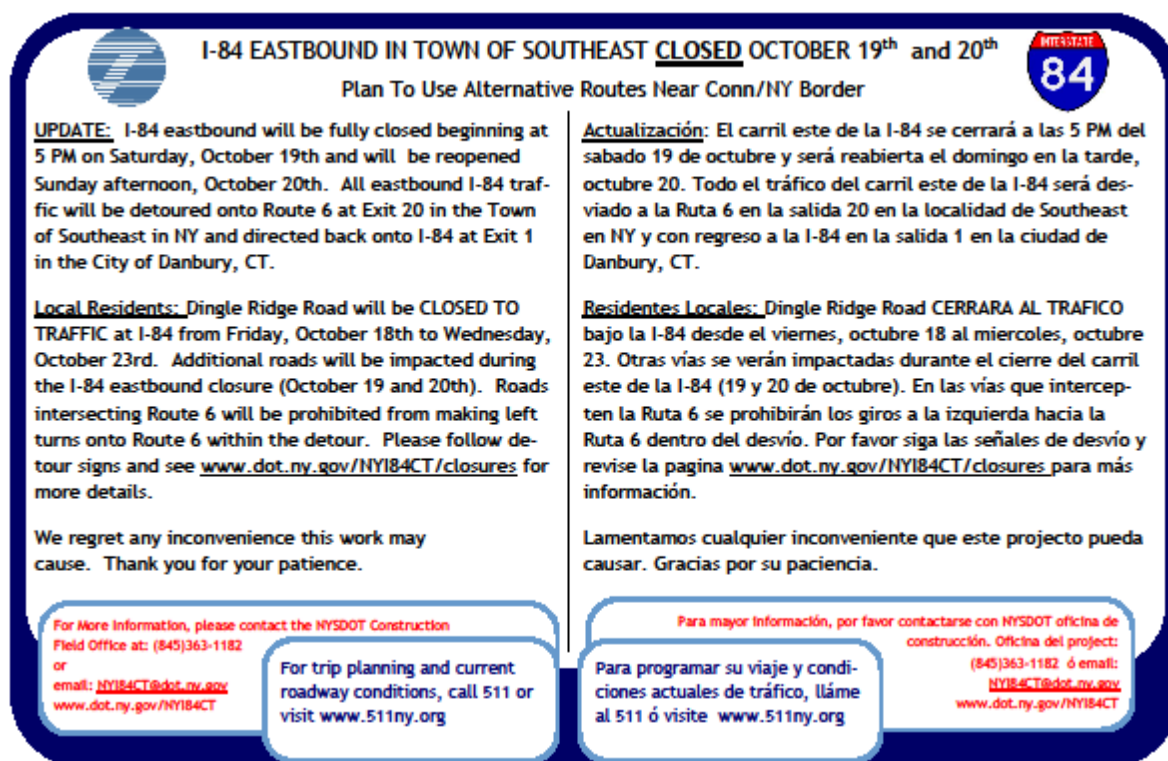 I-84 EASTBOUND IN TOWN OF SOUTHEAST CLOSED OCTOBER 19th and 20th
Plan To Use Alternative Routes Near Conn/NY Border
INTERSTATE
84
UPDATE: I-84 eastbound will be fully closed beginning at
5 PM on Saturday, October 19th and will be reopened
Sunday afternoon, October 20th. All eastbound I-84 traf-
fic will be detoured onto Route 6 at Exit 20 in the Town
of Southeast in NY and directed back onto I-84 at Exit 1
in the City of Danbury, CT.
Local Residents: Dingle Ridge Road will be CLOSED TO
TRAFFIC at I-84 from Friday, October 18th to Wednesday,
October 23rd. Additional roads will be impacted during
the I-84 eastbound closure (October 19 and 20th). Roads
intersecting Route 6 will be prohibited from making left
turns onto Route 6 within the detour. Please follow de-
tour signs and see www.dot.ny.gov/NYI84CT/closures for
more details.
We regret any inconvenience this work may
cause. Thank you for your patience.
Actualización: El carril este de la I-84 se cerrará a las 5 PM del
sabado 19 de octubre y será reabierta el domingo en la tarde,
octubre 20. Todo el tráfico del carril este de la I-84 será des-
viado a la Ruta 6 en la salida 20 en la localidad de Southeast
en NY y con regreso a la I-84 en la salida 1 en la ciudad de
Danbury, CT.
Residentes Locales: Dingle Ridge Road CERRARA AL TRAFICO
bajo la I-84 desde el viernes, octubre 18 al miercoles, octubre
23. Otras vías se verán impactadas durante el cierre del carril
este de la I-84 (19 y 20 de octubre). En las vías que intercep-
ten la Ruta 6 se prohibirán los giros a la izquierda hacia la
Ruta 6 dentro del desvío. Por favor siga las señales de desvío y
revise la pagina www.dot.ny.gov/NYI84CT/closures para más
información.
Lamentamos cualquier inconveniente que este projecto pueda
causar. Gracias por su paciencia.
For More Information, please contact the NYSDOT Construction
Field Office at: (845)363-1182
or
email: NYI84CT@dot.ny.gov
www.dot.ny.gov/NYI84CT
For trip planning and current
roadway conditions, call 511 or
visit www.511ny.org
Para programar su viaje y condi-
ciones actuales de tráfico, lláme
al 511 ó visite www.511ny.org
Para mayor información, por favor contactarse con NYSDOT oficina de
construcción. Oficina del project:
(845)363-1182 ó email:
NYI84CT@dot.ny.gov
www.dot.ny.gov/NYI84CT